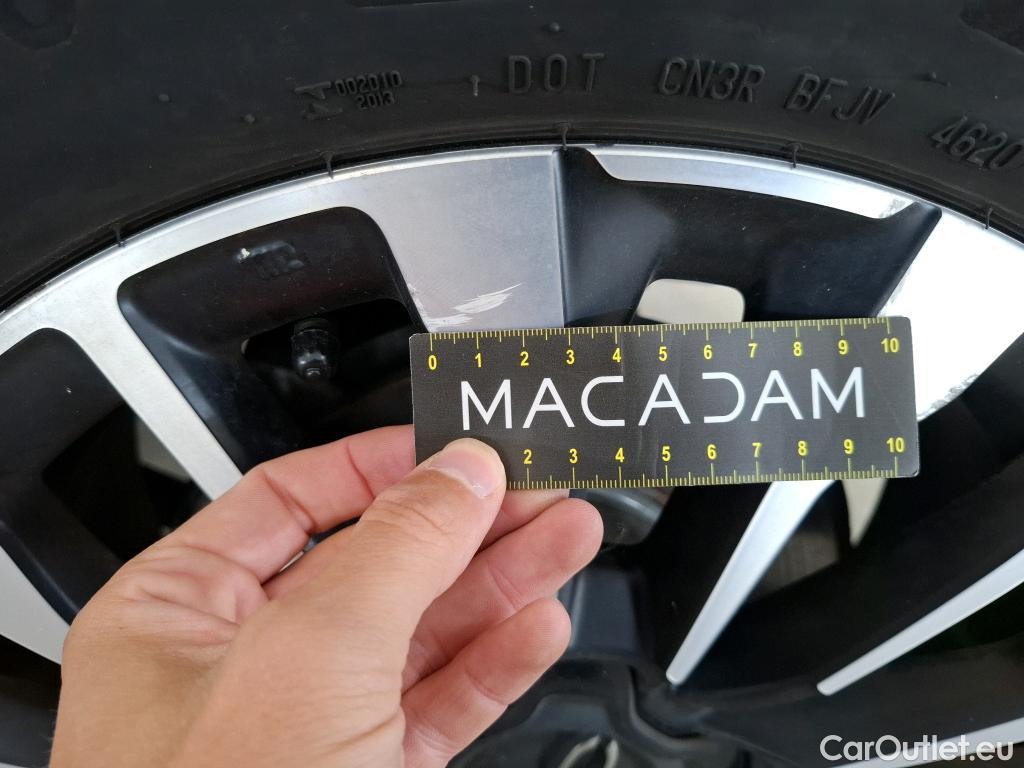 002010
2013
DOT CN3R BFJV 4620
0 1 2 3 4 5 6 7 8 9 10
MACADAM
2 3 4 5 6 7 8 9 10
CarOutlet.eu